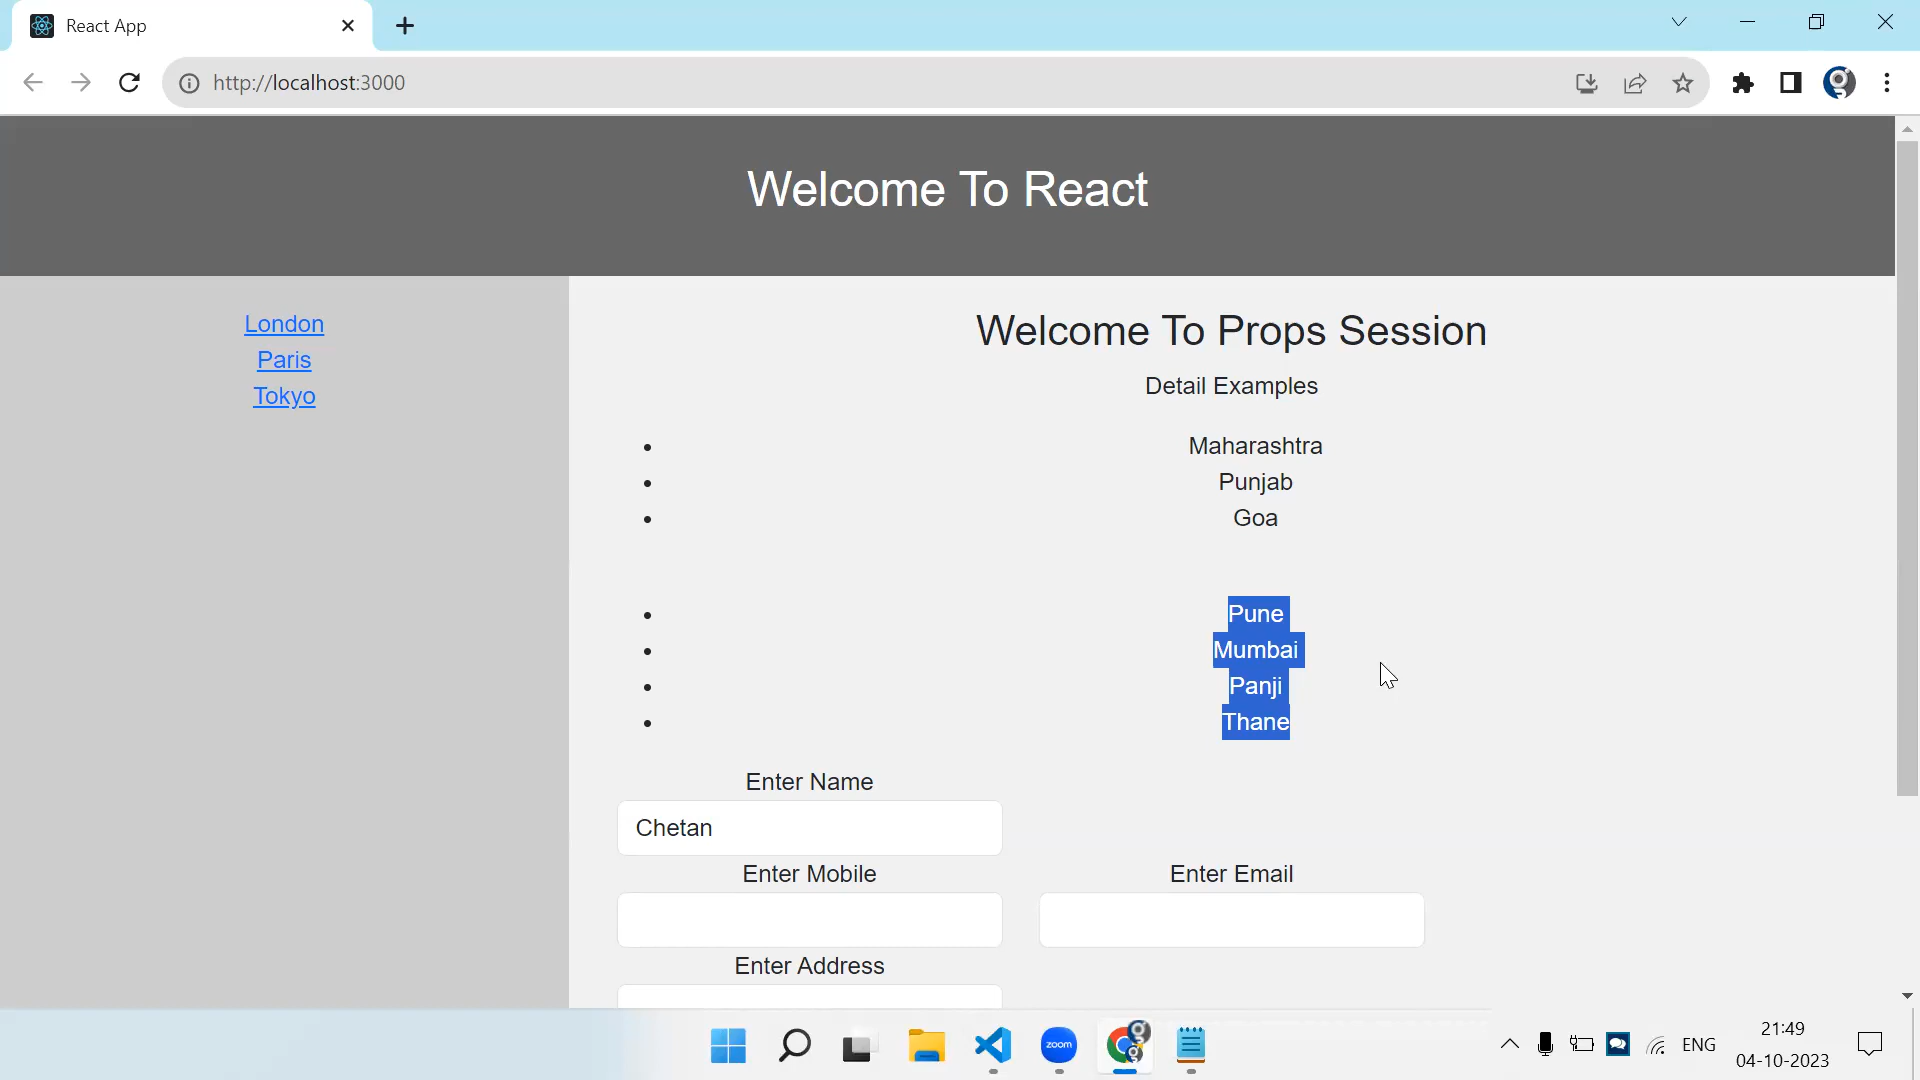 React App
http://localhost:3000
Welcome To React
London
Paris
Tokyo
Welcome To Props Session
Detail Examples
Maharashtra
Punjab
Goa
Pune
Mumbai
Panji
Thane
Enter Name
Chetan
Enter Mobile
Enter Email
Enter Address
zoom
ENG
21:49
04-10-2023